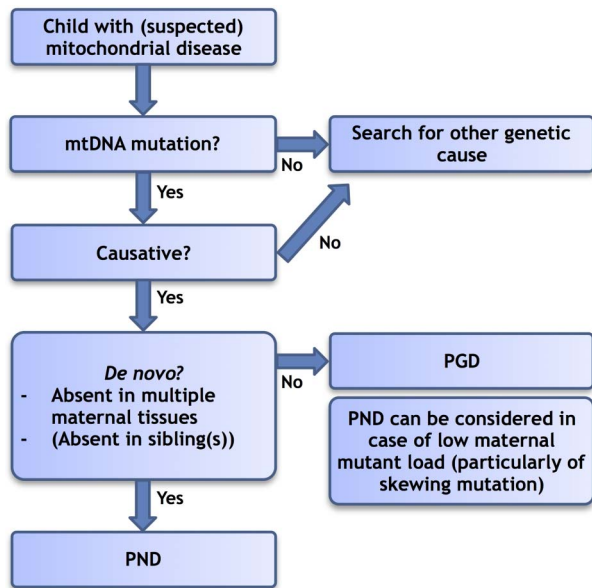 Child with (suspected)
mitochondrial disease
mtDNA mutation?
No
Search for other genetic
cause
Yes
Causative?
No
Yes
De novo?
- Absent in multiple
maternal tissues
- (Absent in sibling(s))
No
PGD
PND can be considered in
case of low maternal
mutant load (particularly of
skewing mutation)
Yes
PND